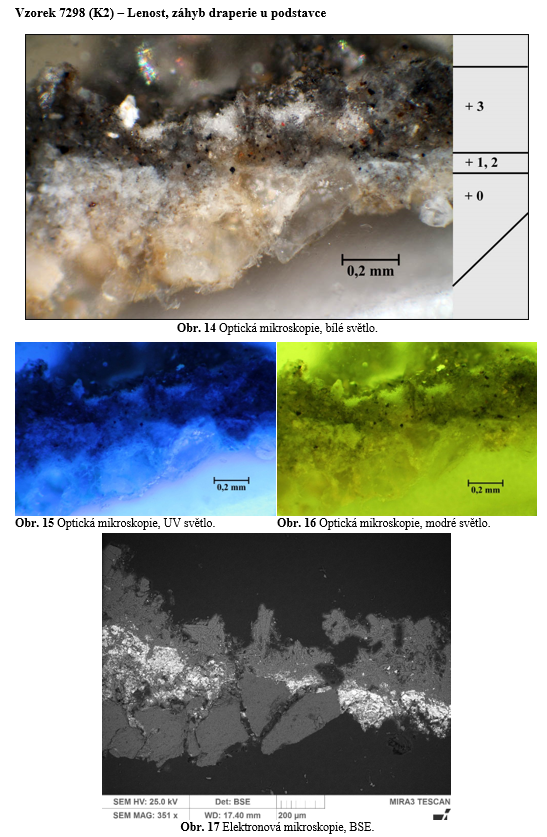 Vzorek 7298 (K2) – Lenost, záhyb draperie u podstavce
+ 3
+ 1, 2
+ 0
0,2 mm
Obr. 14 Optická mikroskopie, bílé světlo.
0,2 mm
0,2 mm
Obr. 15 Optická mikroskopie, UV světlo.
Obr. 16 Optická mikroskopie, modré světlo.
SEM HV: 25.0 kV Det: BSE MIRA3 TESCAN
SEM MAG: 351 x WD: 17.40 mm 200 µm
Obr. 17 Elektronová mikroskopie, BSE.